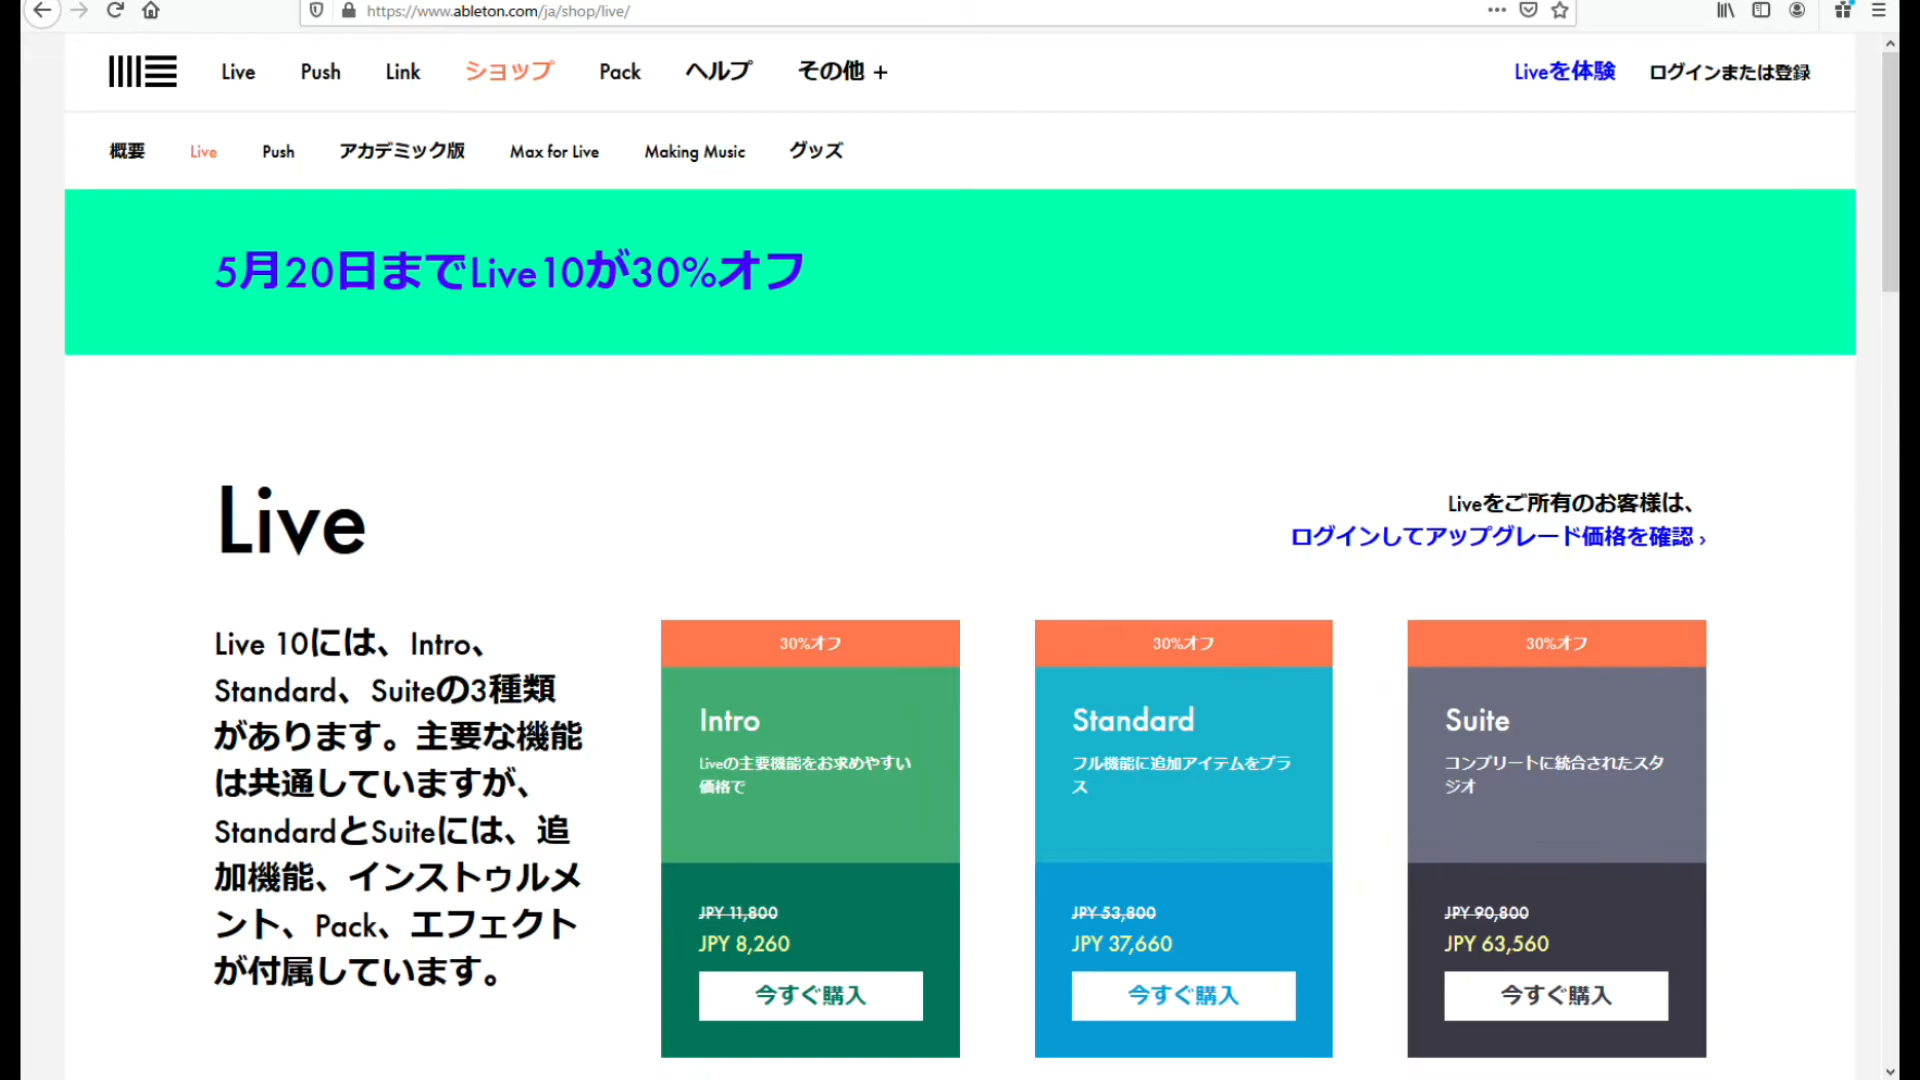 https://www.ableton.com/ja/shop/live/
Live Push Link ショップ Pack ヘルプ その他 + Liveを体験 ログインまたは登録
概要 Live Push アカデミック版 Max for Live Making Music グッズ
5月20日までLive10が30%オフ
Live
Liveをご所有のお客様は、
ログインしてアップグレード価格を確認 ›
Live 10には、Intro、
Standard、Suiteの3種類
があります。主要な機能
は共通していますが、
StandardとSuiteには、追
加機能、インストゥルメ
ント、Pack、エフェクト
が付属しています。
30%オフ
Intro
Liveの主要機能をお求めやすい
価格で
JPY 11,800
JPY 8,260
今すぐ購入
30%オフ
Standard
フル機能に追加アイテムをプラ
ス
JPY 53,800
JPY 37,660
今すぐ購入
30%オフ
Suite
コンプリートに統合されたスタ
ジオ
JPY 90,800
JPY 63,560
今すぐ購入